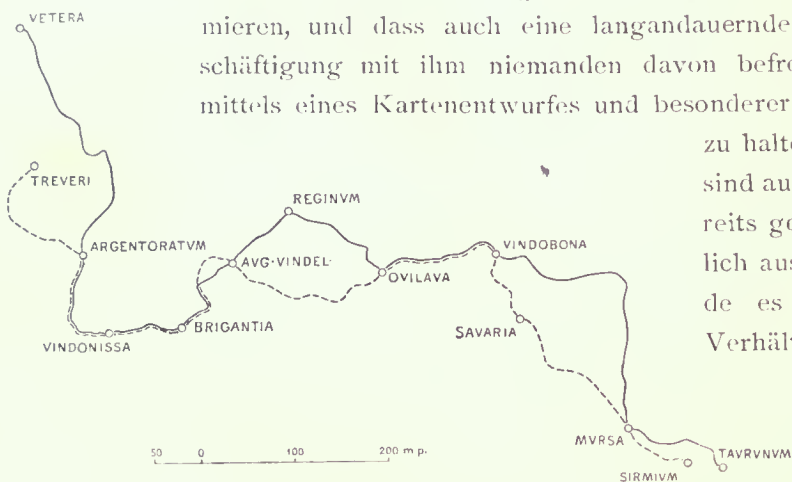 VETERA
mieren, und dass auch eine langandauernde
schäftigung mit ihm niemanden davon befre
mittels eines Kartenentwurfes und besonderer
zu halte
sind au
reits ge
lich aus
de es
Verhäl
TREVERI
REGINVM
ARGENTORATVM
AVG·VINDEL·
OVILAVA
VINDOBONA
VINDONISSA
BRIGANTIA
SAVARIA
MVRSA
TAVRVNVM
SIRMIVM
50 0 100 200 m p.